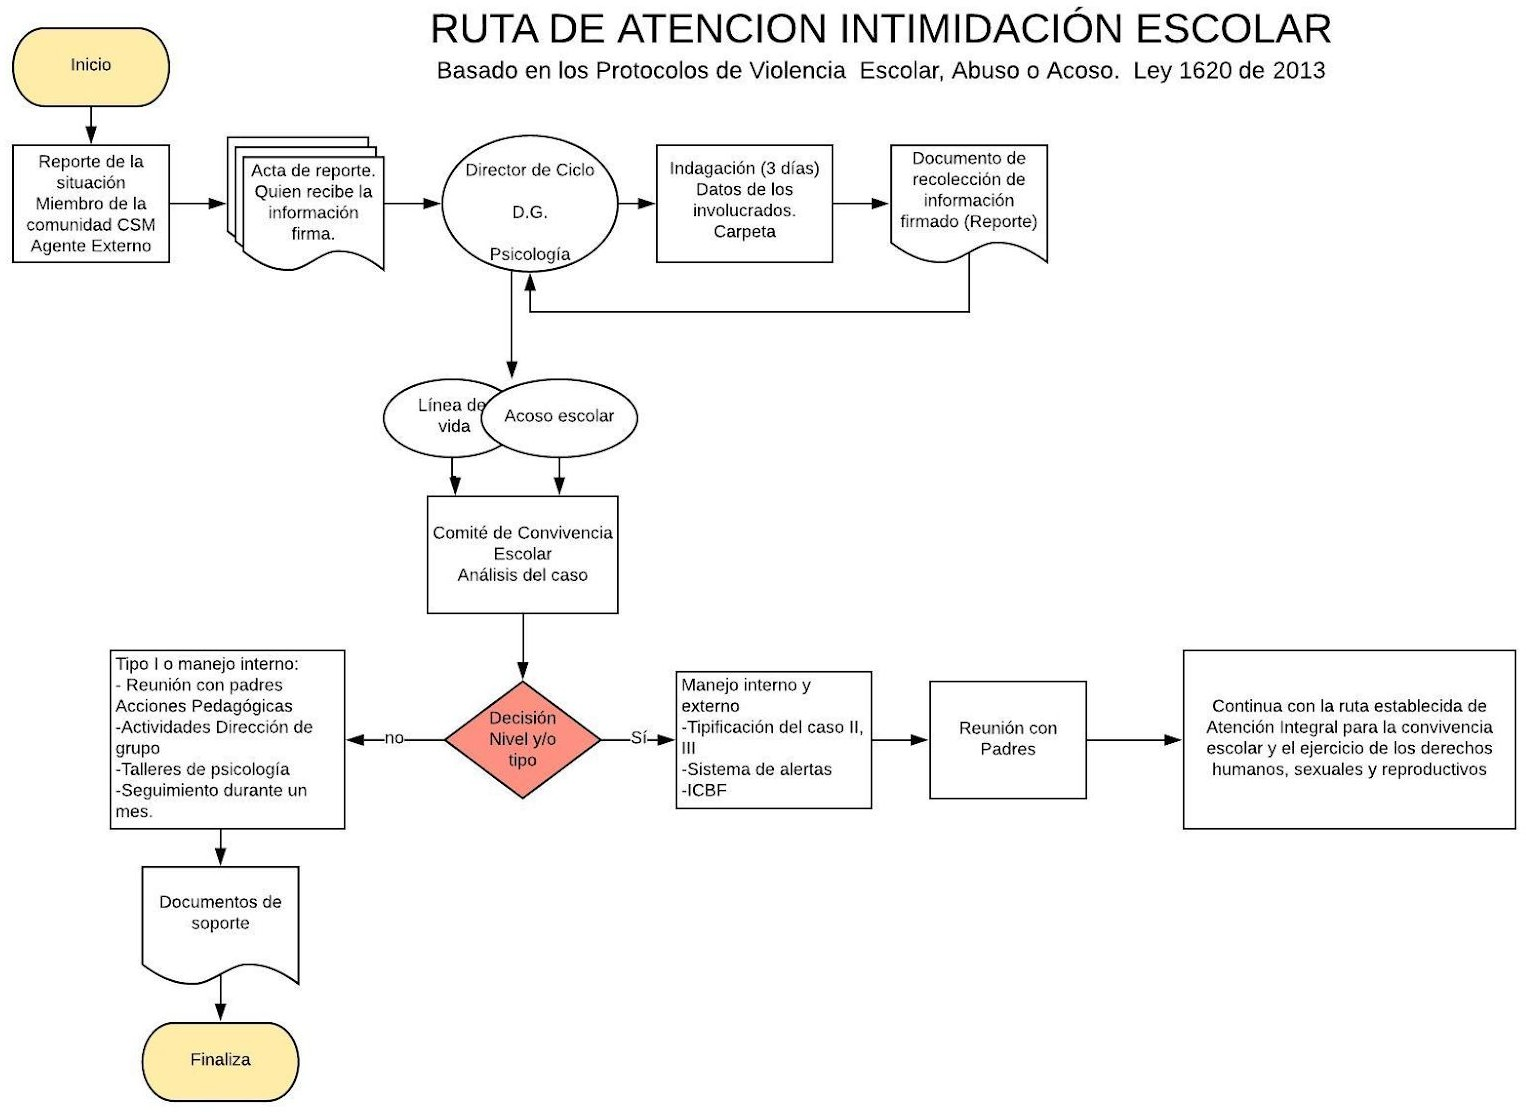 RUTA DE ATENCION INTIMIDACIÓN ESCOLAR
Basado en los Protocolos de Violencia Escolar, Abuso o Acoso. Ley 1620 de 2013
Inicio
Reporte de la
situación
Miembro de la
comunidad CSM
Agente Externo
Acta de reporte.
Quien recibe la
información
firma.
Director de Ciclo
D.G.
Psicología
Indagación (3 días)
Datos de los
involucrados.
Carpeta
Documento de
recolección de
información
firmado (Reporte)
Línea de
vida
Acoso escolar
Comité de Convivencia
Escolar
Análisis del caso
Decisión
Nivel y/o
tipo
no
Sí
Tipo I o manejo interno:
- Reunión con padres
Acciones Pedagógicas
-Actividades Dirección de
grupo
-Talleres de psicología
-Seguimiento durante un
mes.
Manejo interno y
externo
-Tipificación del caso II,
III
-Sistema de alertas
-ICBF
Reunión con
Padres
Continua con la ruta establecida de
Atención Integral para la convivencia
escolar y el ejercicio de los derechos
humanos, sexuales y reproductivos
Documentos de
soporte
Finaliza